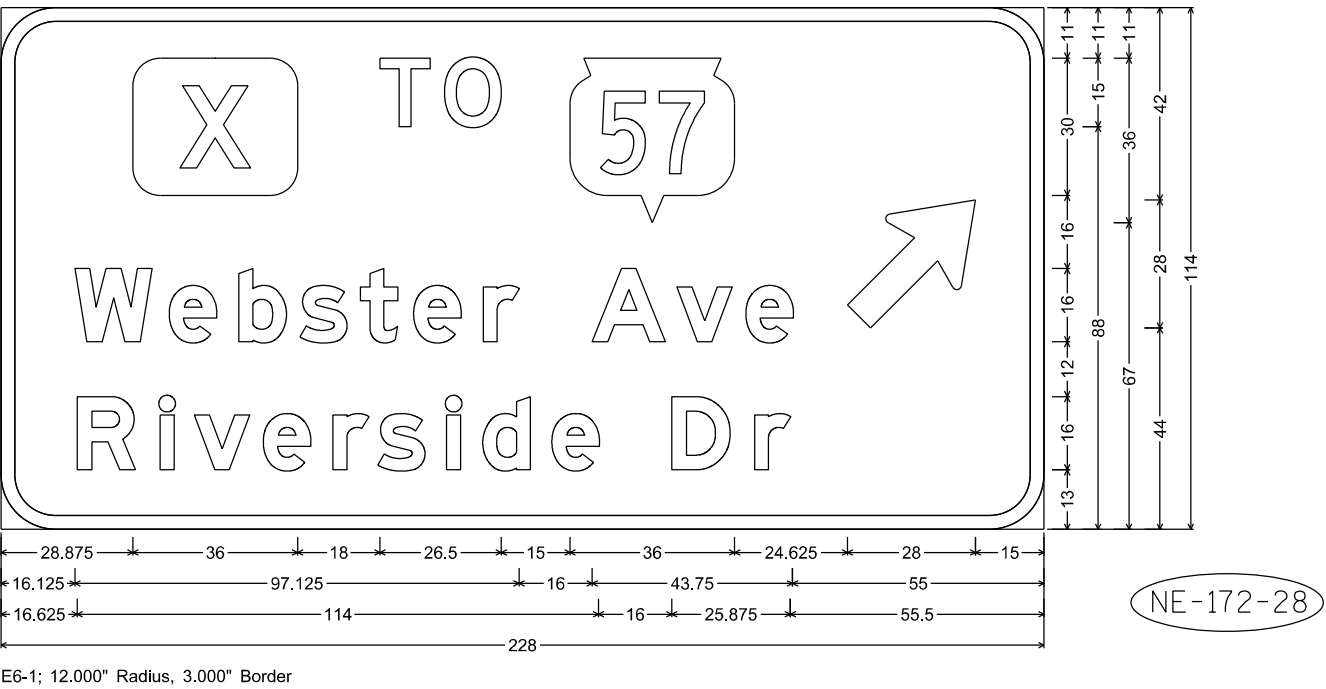 X TO 57
Webster Ave
Riverside Dr
11 30 16 16 12 16 13
11 15 88
11 36 67
42 28 44
114
28.875 36 18 26.5 15 36 24.625 28 15
16.125 97.125 16 43.75 55
16.625 114 16 25.875 55.5
228
NE-172-28
E6-1; 12.000" Radius, 3.000" Border